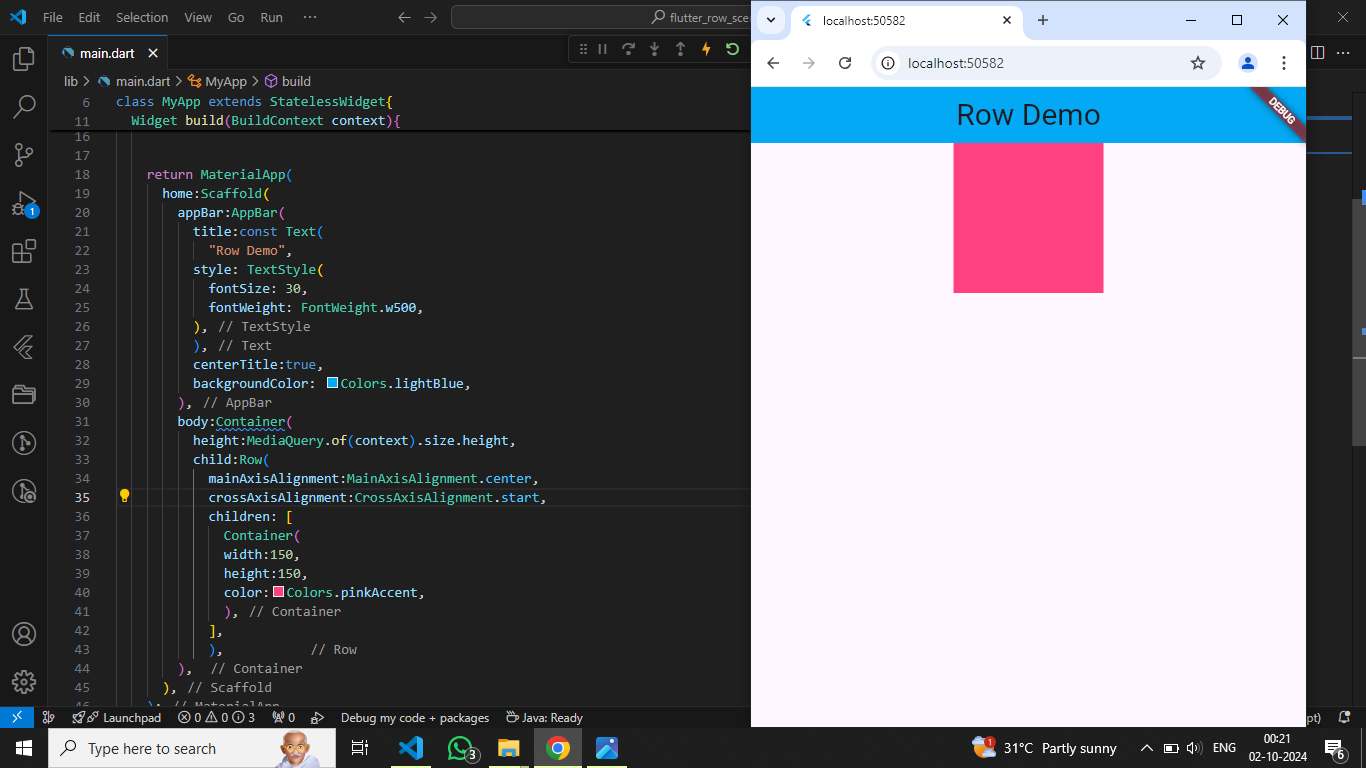 File Edit Selection View Go Run ···
flutter_row_sce
main.dart
lib > main.dart > MyApp > build
6 class MyApp extends StatelessWidget{
11 Widget build(BuildContext context){
16
17
18 return MaterialApp(
19 home:Scaffold(
20 appBar:AppBar(
21 title:const Text(
22 "Row Demo",
23 style: TextStyle(
24 fontSize: 30,
25 fontWeight: FontWeight.w500,
26 ), // TextStyle
27 ), // Text
28 centerTitle:true,
29 backgroundColor: Colors.lightBlue,
30 ), // AppBar
31 body:Container(
32 height:MediaQuery.of(context).size.height,
33 child:Row(
34 mainAxisAlignment:MainAxisAlignment.center,
35 crossAxisAlignment:CrossAxisAlignment.start,
36 children: [
37 Container(
38 width:150,
39 height:150,
40 color:Colors.pinkAccent,
41 ), // Container
42 ],
43 ), // Row
44 ), // Container
45 ), // Scaffold
46 ); // MaterialApp
1
Launchpad 0 0 3 0 Debug my code + packages Java: Ready
pt)
localhost:50582
localhost:50582
Row Demo
DEBUG
Type here to search
3
1
31°C Partly sunny
ENG
00:21
02-10-2024
6